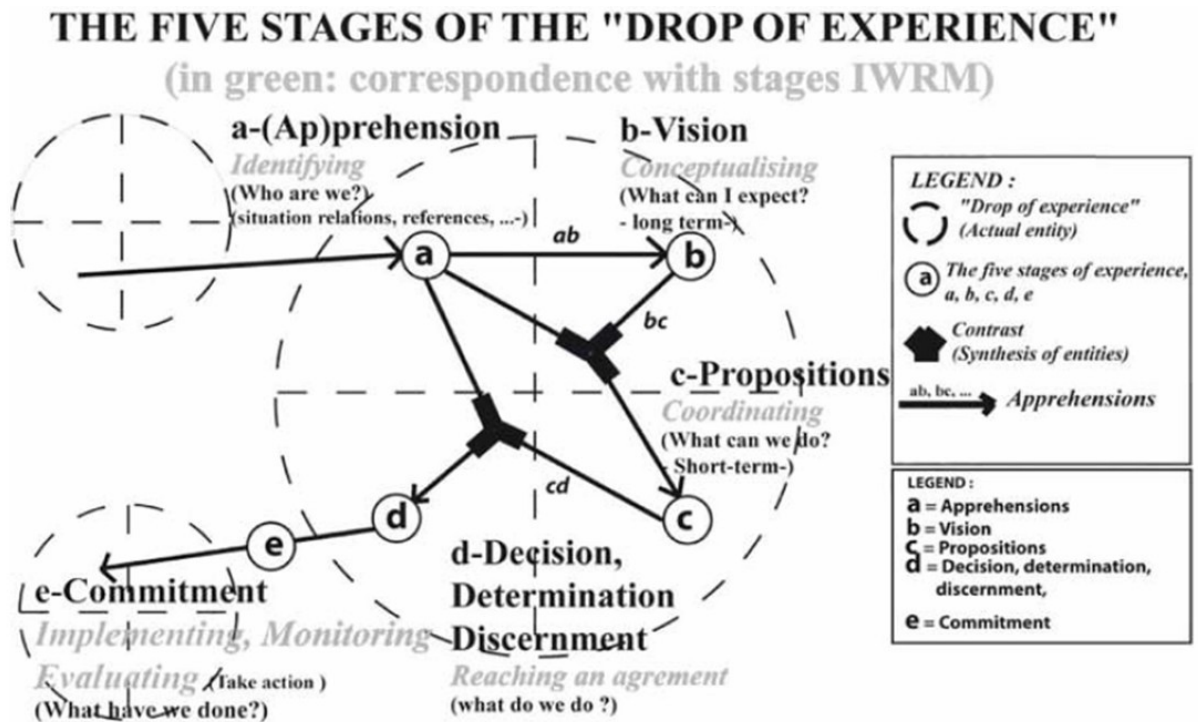 THE FIVE STAGES OF THE "DROP OF EXPERIENCE"
(in green: correspondence with stages IWRM)
a-(Ap)prehension
Identifying
(Who are we?)
(situation relations, references, ...-)
b-Vision
Conceptualising
(What can I expect?
- long term-)
ab
a
b
bc
c-Propositions
Coordinating
(What can we do?
Short-term-)
cd
c
d
e
d-Decision,
Determination
Discernment
Reaching an agrement
(what do we do ?)
e-Commitment
Implementing, Monitoring
Evaluating (Take action )
(What have we done?)
LEGEND :
"Drop of experience"
(Actual entity)
a
The five stages of experience,
a, b, c, d, e
Contrast
(Synthesis of entities)
ab, bc, ...
Apprehensions
LEGEND :
a = Apprehensions
b = Vision
c = Propositions
d = Decision, determination,
discernment,
e = Commitment